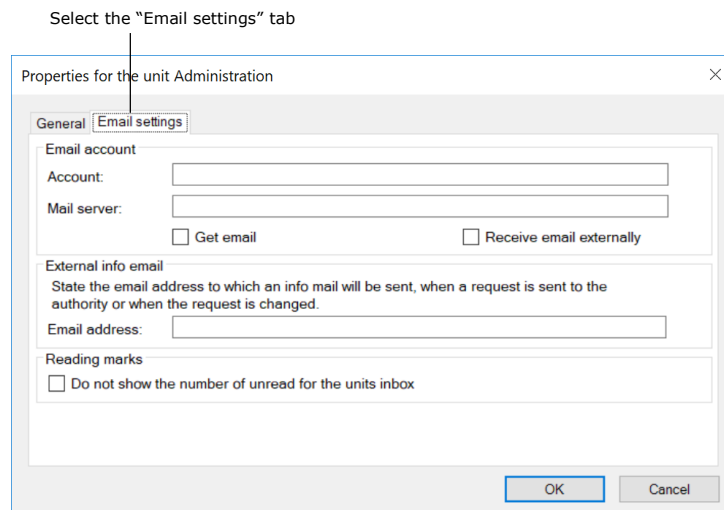 Select the “Email settings” tab
Properties for the unit Administration
General Email settings
Email account
Account:
Mail server:
Get email Receive email externally
External info email
State the email address to which an info mail will be sent, when a request is sent to the
authority or when the request is changed.
Email address:
Reading marks
Do not show the number of unread for the units inbox
OK Cancel